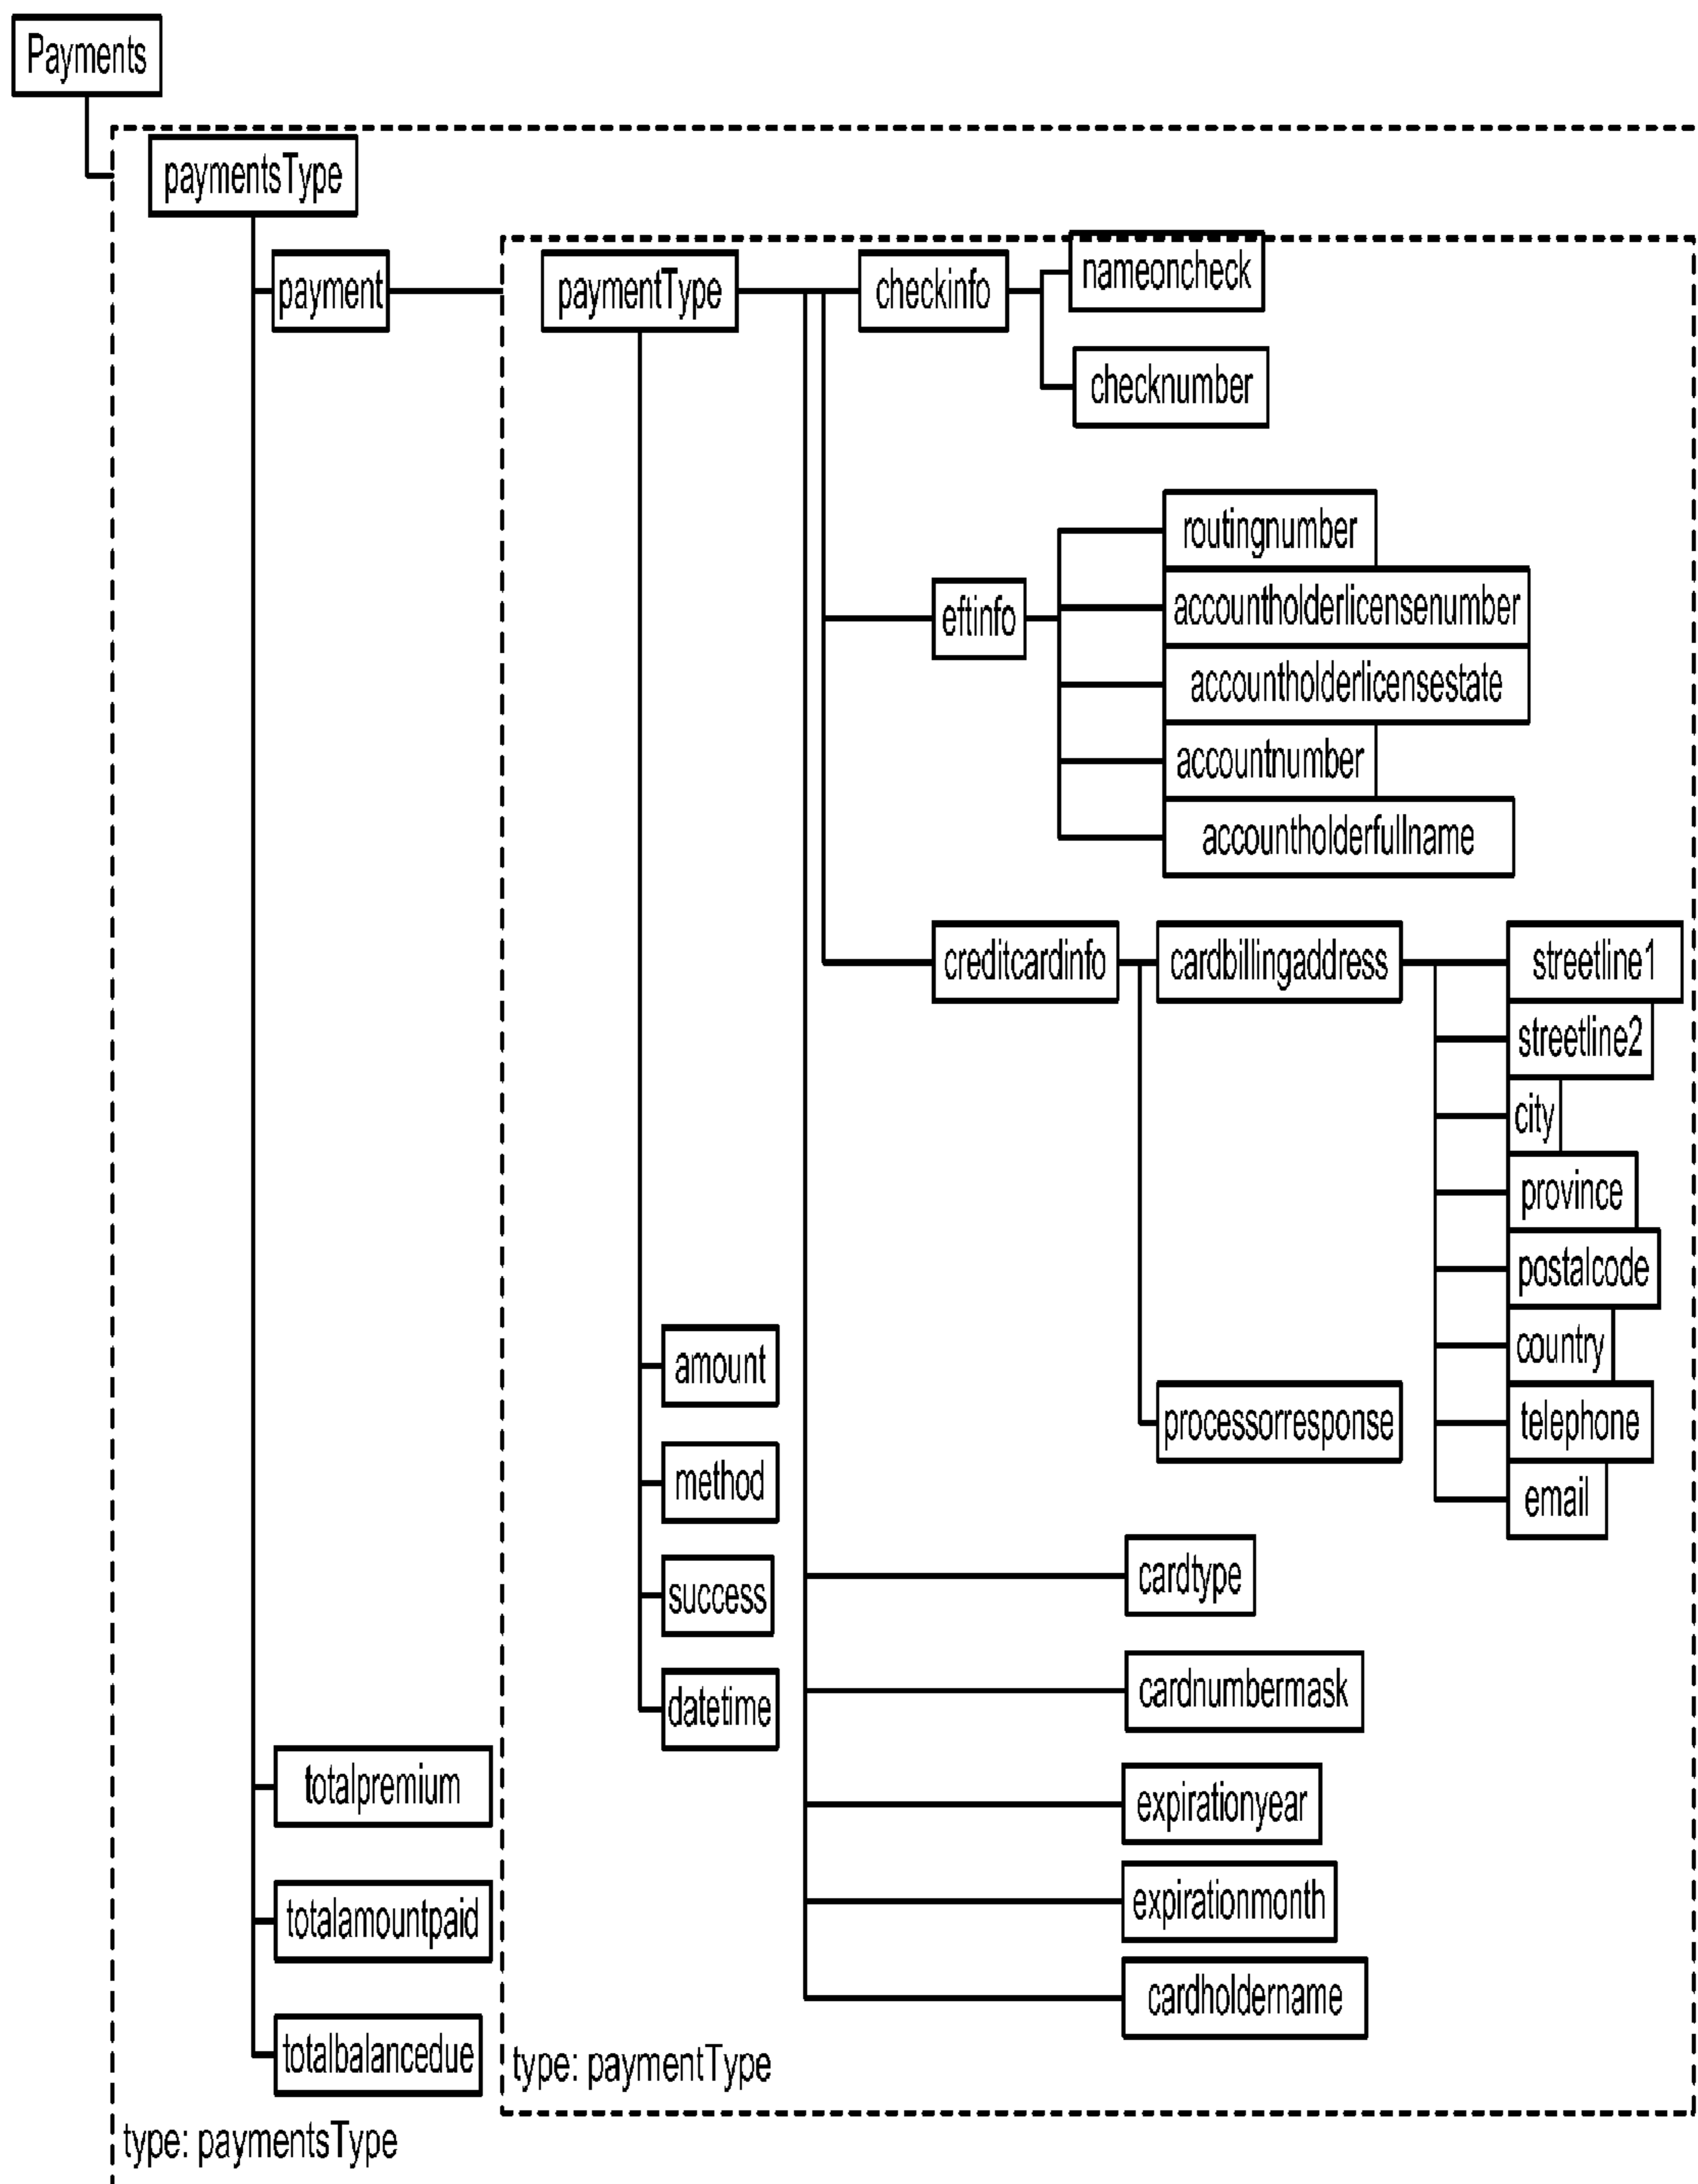 Payments
paymentsType
payment
paymentType
checkinfo
nameoncheck
checknumber
routingnumber
accountholderlicensenumber
eftinfo
accountholderlicensestate
accountnumber
accountholderfullname
creditcardinfo
cardbillingaddress
streetline1
streetline2
city
province
postalcode
country
telephone
email
processorresponse
amount
method
success
datetime
cardtype
cardnumbermask
expirationyear
expirationmonth
cardholdername
totalpremium
totalamountpaid
totalbalancedue
type: paymentType
type: paymentsType